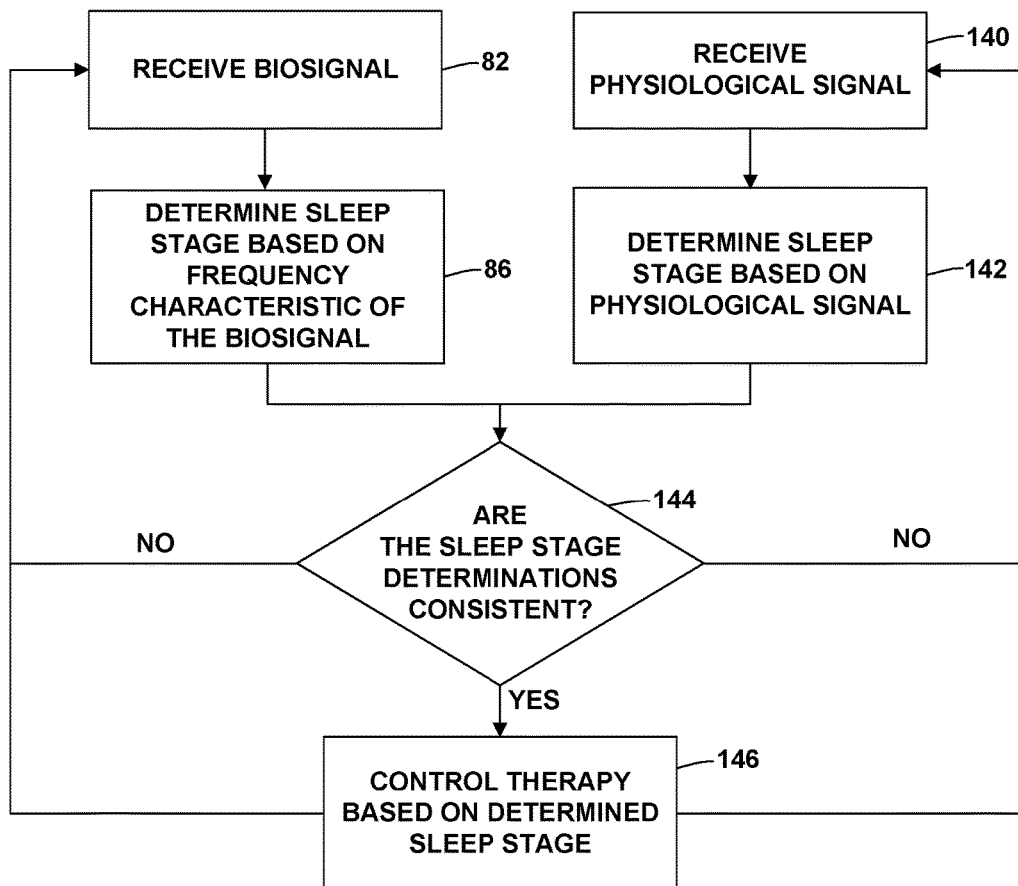 RECEIVE BIOSIGNAL
82
RECEIVE
PHYSIOLOGICAL SIGNAL
140
DETERMINE SLEEP
STAGE BASED ON
FREQUENCY
CHARACTERISTIC OF
THE BIOSIGNAL
86
DETERMINE SLEEP
STAGE BASED ON
PHYSIOLOGICAL SIGNAL
142
ARE
THE SLEEP STAGE
DETERMINATIONS
CONSISTENT?
144
NO
NO
YES
CONTROL THERAPY
BASED ON DETERMINED
SLEEP STAGE
146